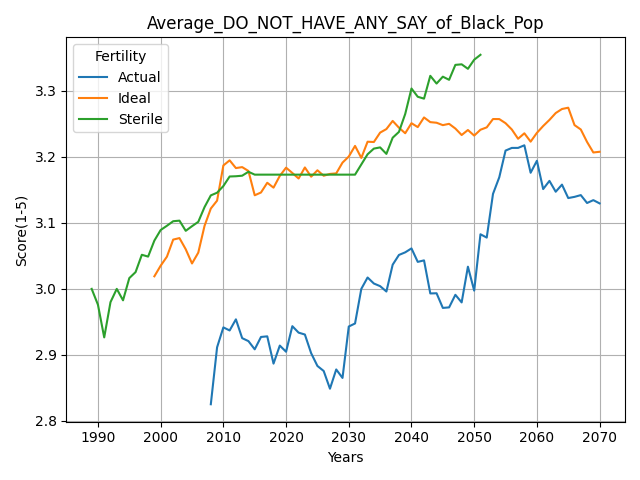 Average_DO_NOT_HAVE_ANY_SAY_of_Black_Pop
Fertility
Actual
Ideal
Sterile
Score(1-5)
3.3
3.2
3.1
3.0
2.9
2.8
1990 2000 2010 2020 2030 2040 2050 2060 2070
Years